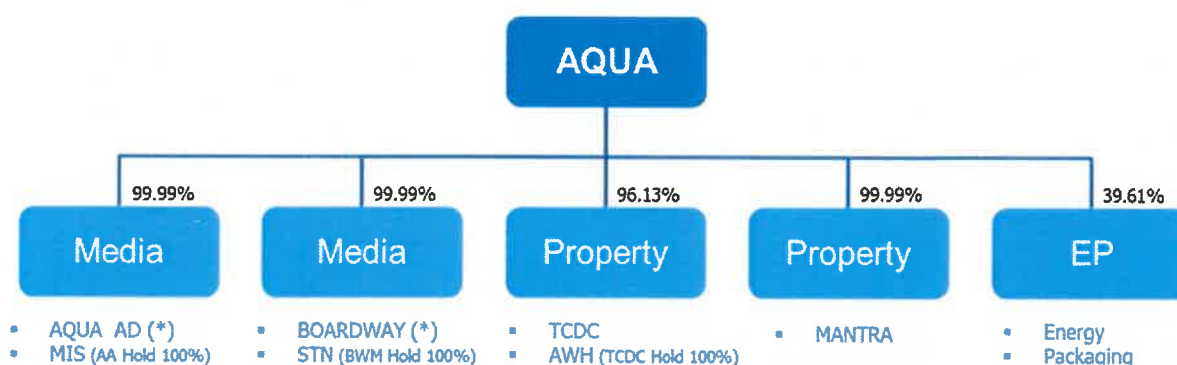 AQUA
99.99%
99.99%
96.13%
99.99%
39.61%
Media
Media
Property
Property
EP
▪ AQUA AD (*)
▪ MIS (AA Hold 100%)
▪ BOARDWAY (*)
▪ STN (BWM Hold 100%)
▪ TCDC
▪ AWH (TCDC Hold 100%)
▪ MANTRA
▪ Energy
▪ Packaging